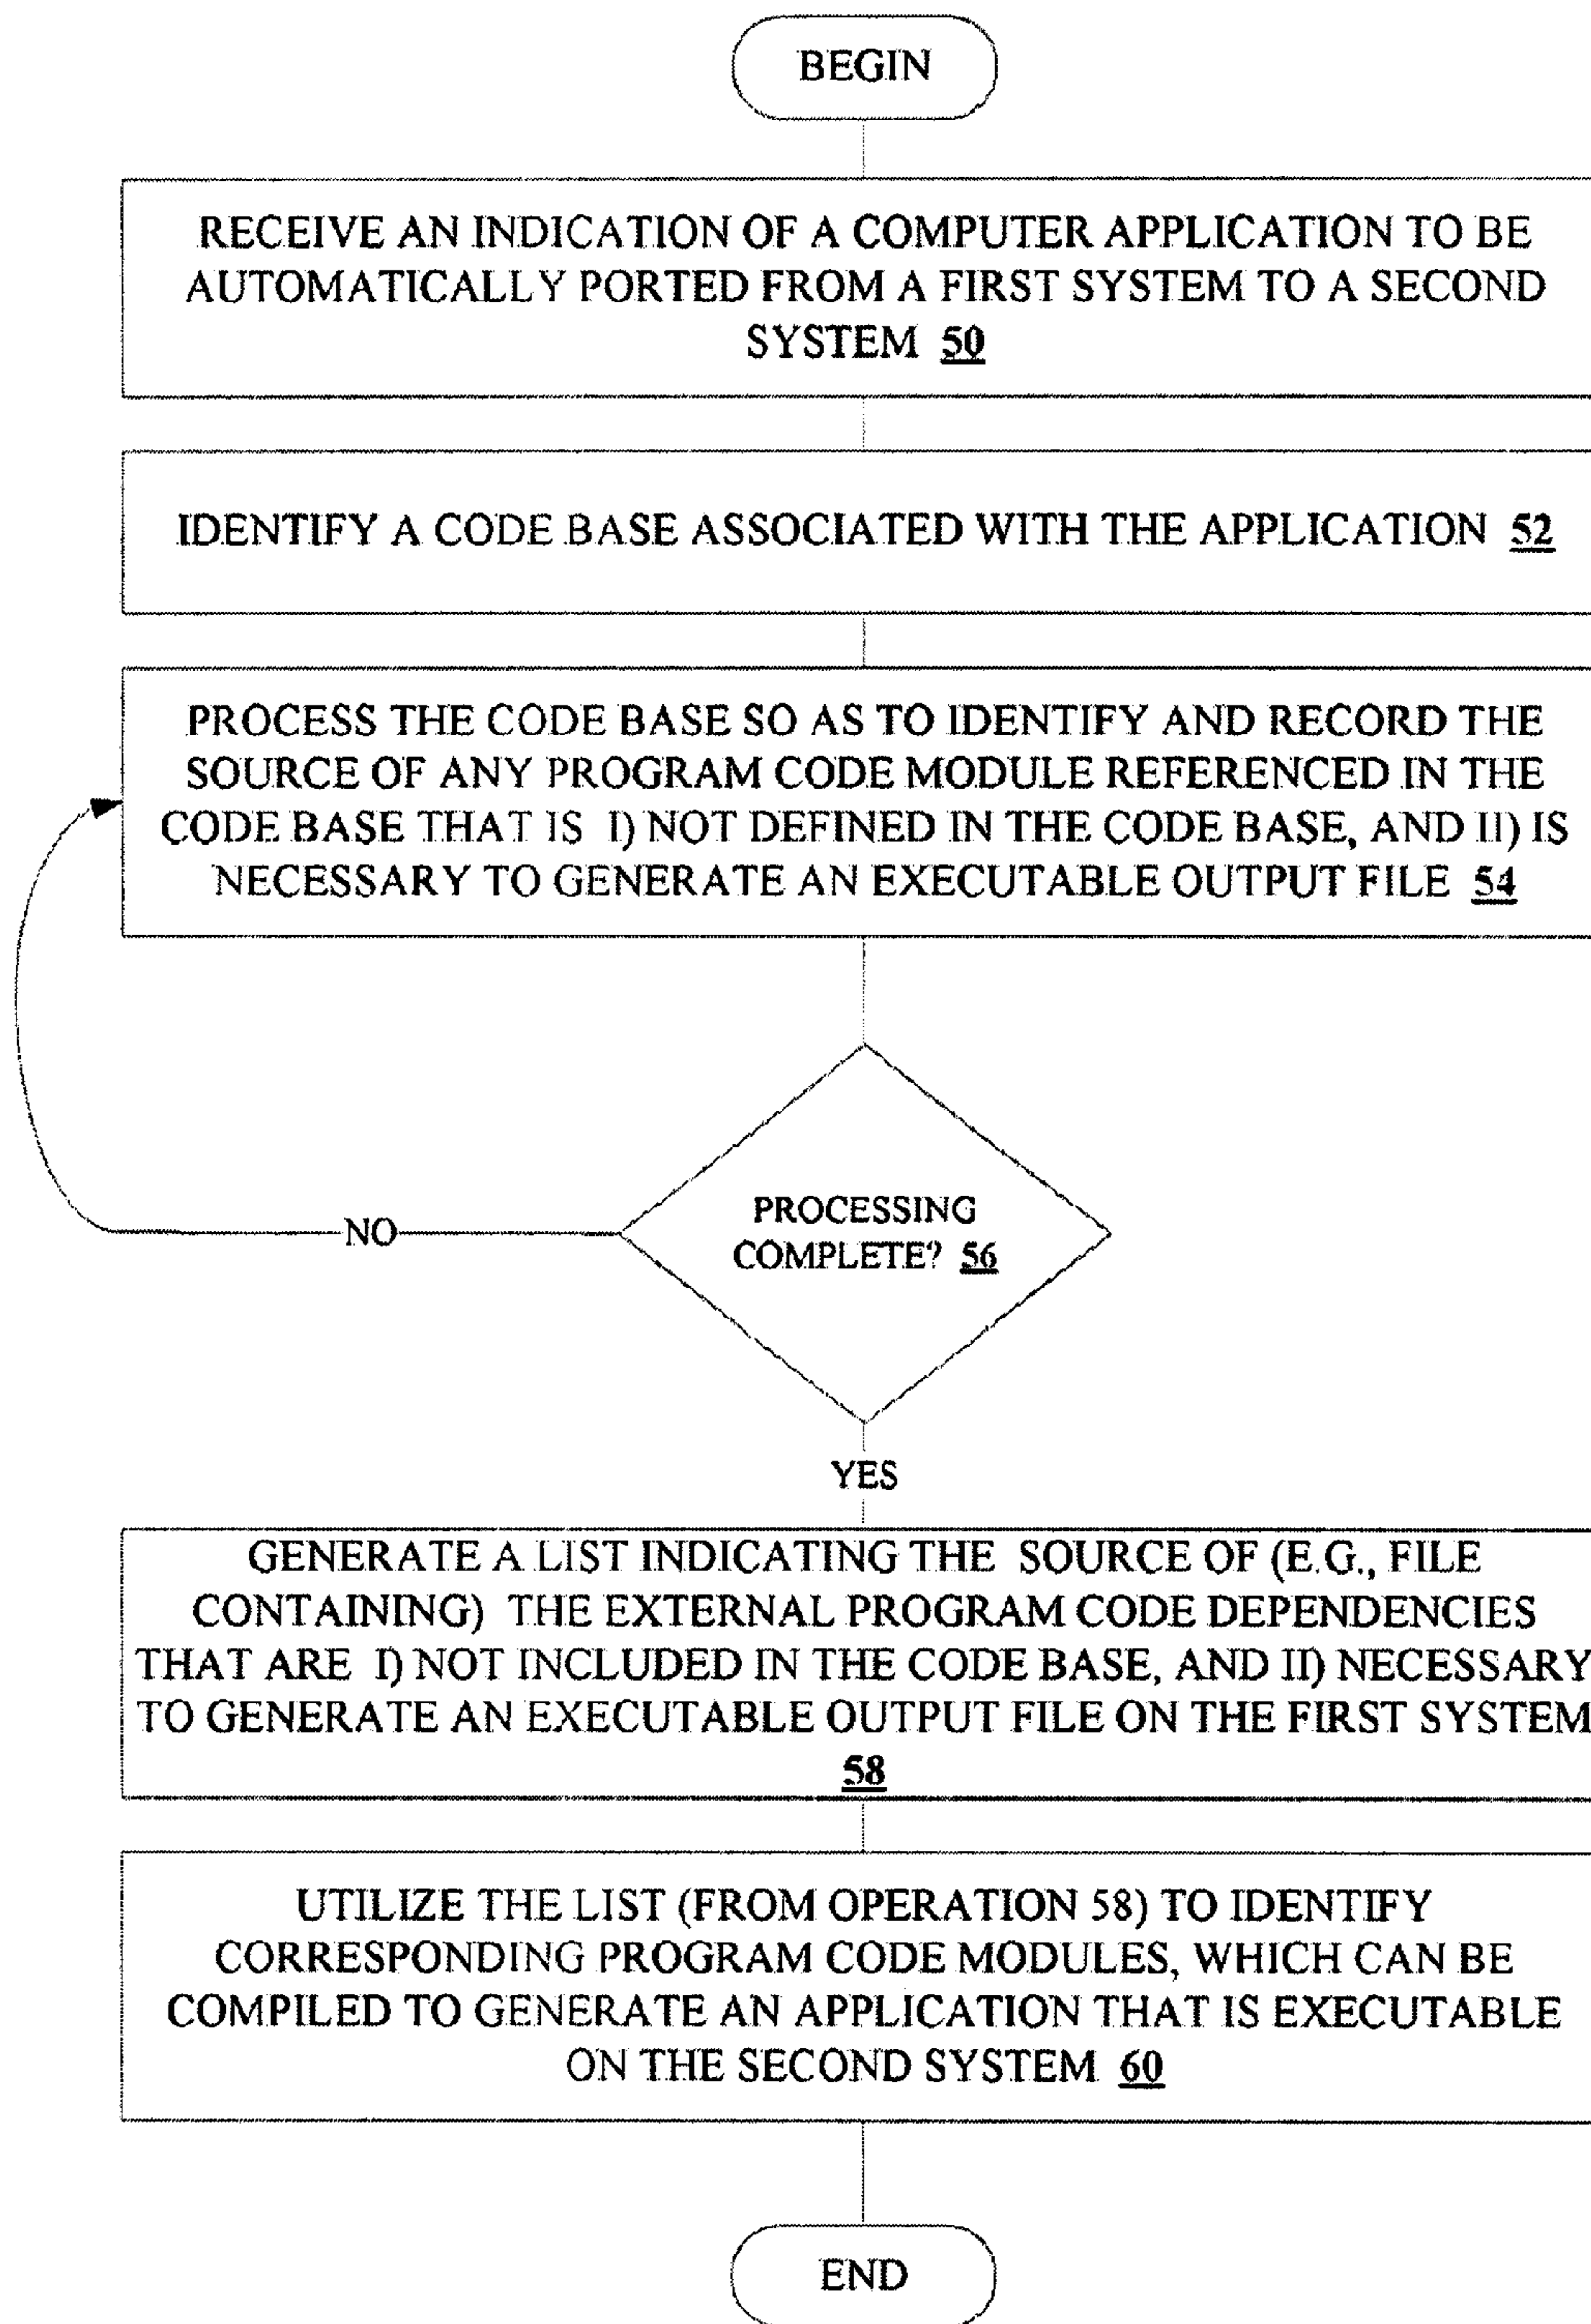 BEGIN
RECEIVE AN INDICATION OF A COMPUTER APPLICATION TO BE
AUTOMATICALLY PORTED FROM A FIRST SYSTEM TO A SECOND
SYSTEM 50
IDENTIFY A CODE BASE ASSOCIATED WITH THE APPLICATION 52
PROCESS THE CODE BASE SO AS TO IDENTIFY AND RECORD THE
SOURCE OF ANY PROGRAM CODE MODULE REFERENCED IN THE
CODE BASE THAT IS I) NOT DEFINED IN THE CODE BASE, AND II) IS
NECESSARY TO GENERATE AN EXECUTABLE OUTPUT FILE 54
PROCESSING
COMPLETE? 56
NO
YES
GENERATE A LIST INDICATING THE SOURCE OF (E.G., FILE
CONTAINING) THE EXTERNAL PROGRAM CODE DEPENDENCIES
THAT ARE I) NOT INCLUDED IN THE CODE BASE, AND II) NECESSARY
TO GENERATE AN EXECUTABLE OUTPUT FILE ON THE FIRST SYSTEM
58
UTILIZE THE LIST (FROM OPERATION 58) TO IDENTIFY
CORRESPONDING PROGRAM CODE MODULES, WHICH CAN BE
COMPILED TO GENERATE AN APPLICATION THAT IS EXECUTABLE
ON THE SECOND SYSTEM 60
END